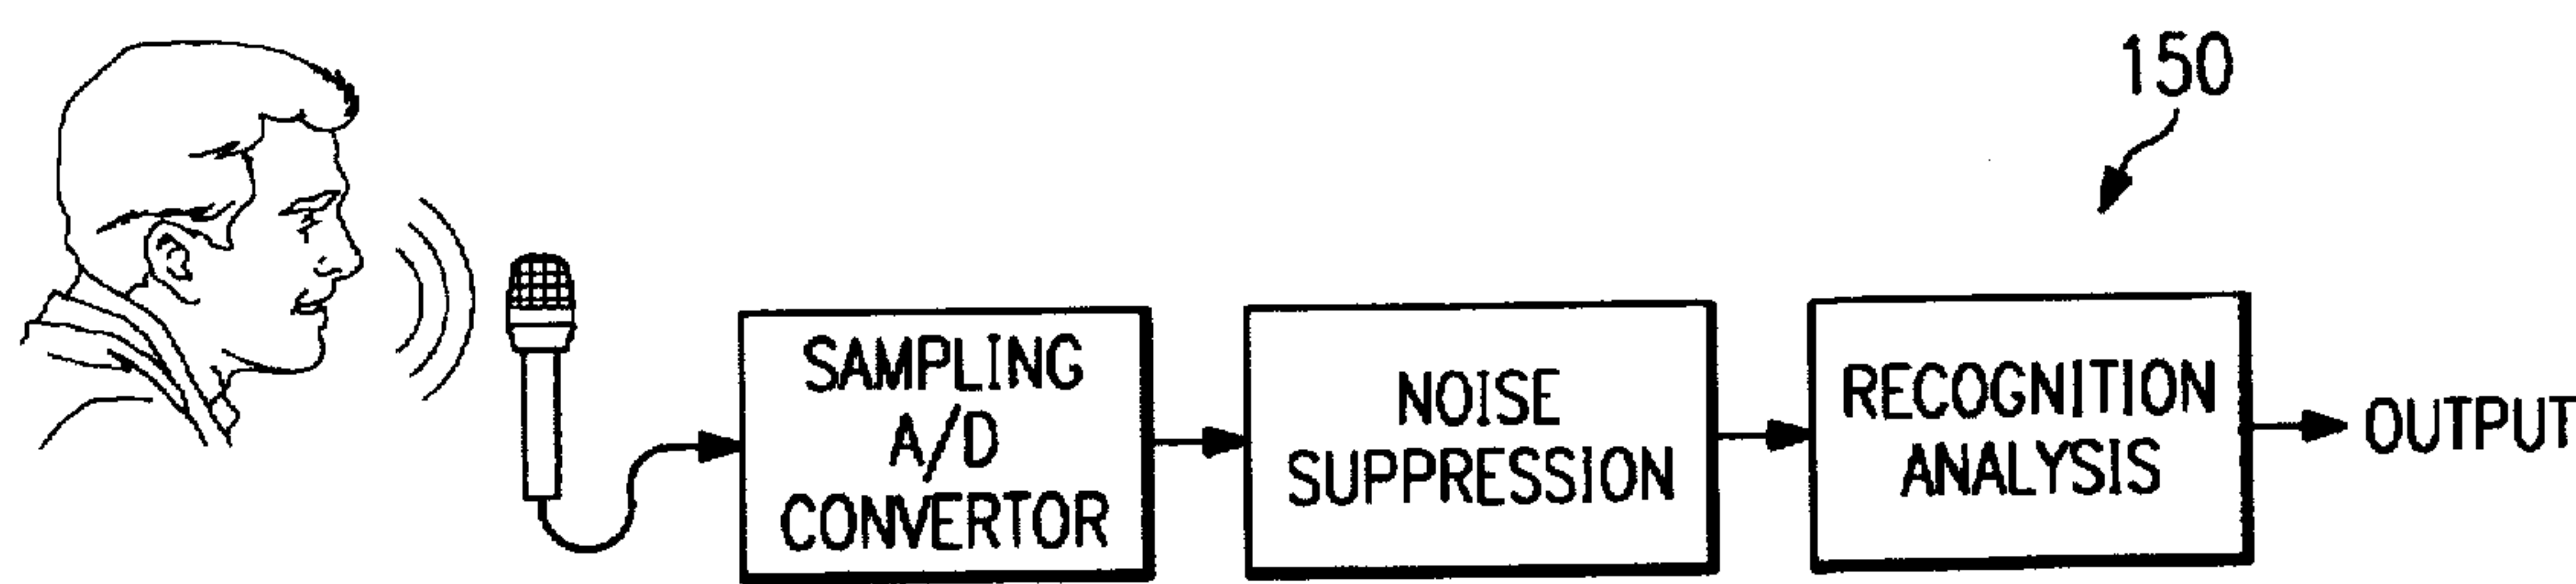 150
SAMPLING
A/D
CONVERTOR
NOISE
SUPPRESSION
RECOGNITION
ANALYSIS
OUTPUT